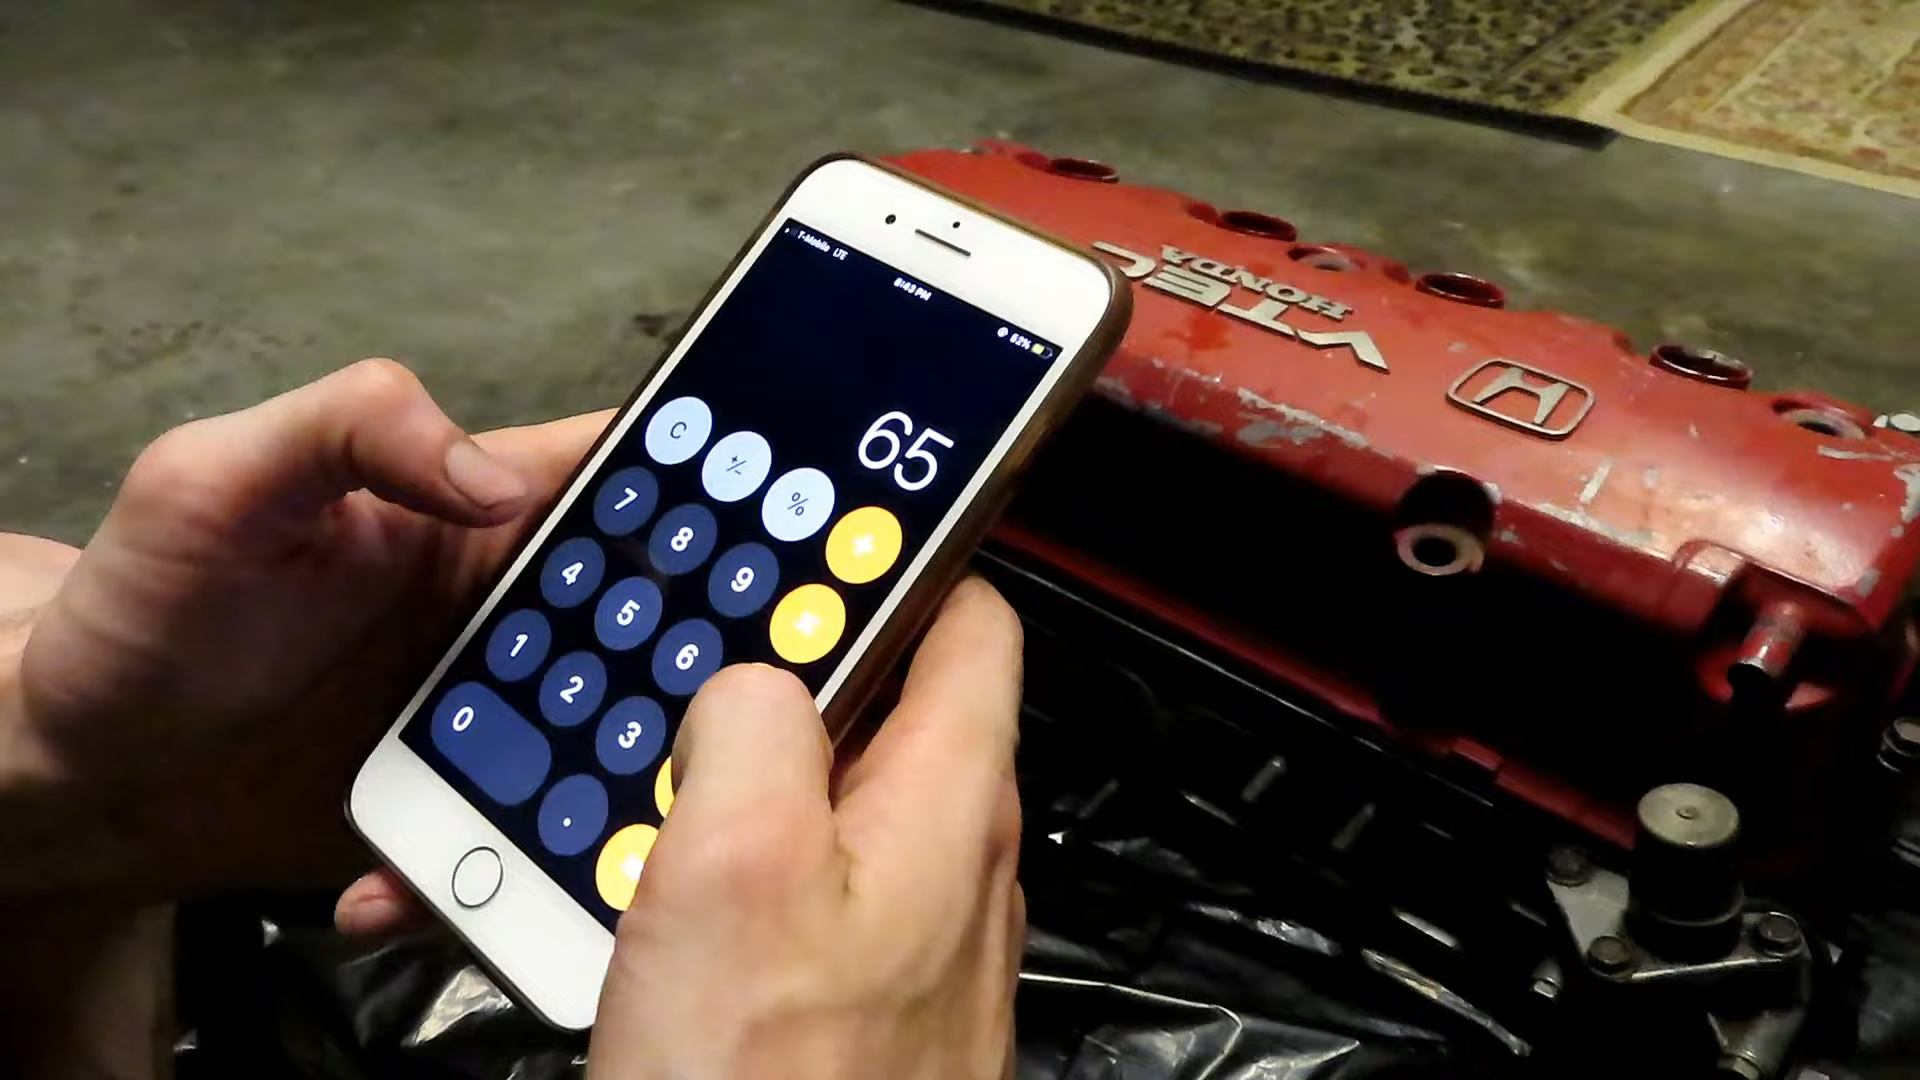 T-Mobile LTE
8:43 PM
62%
65
C +/- % ÷
7 8 9 ×
4 5 6
1 2 3
0 .
VTEC
HONDA